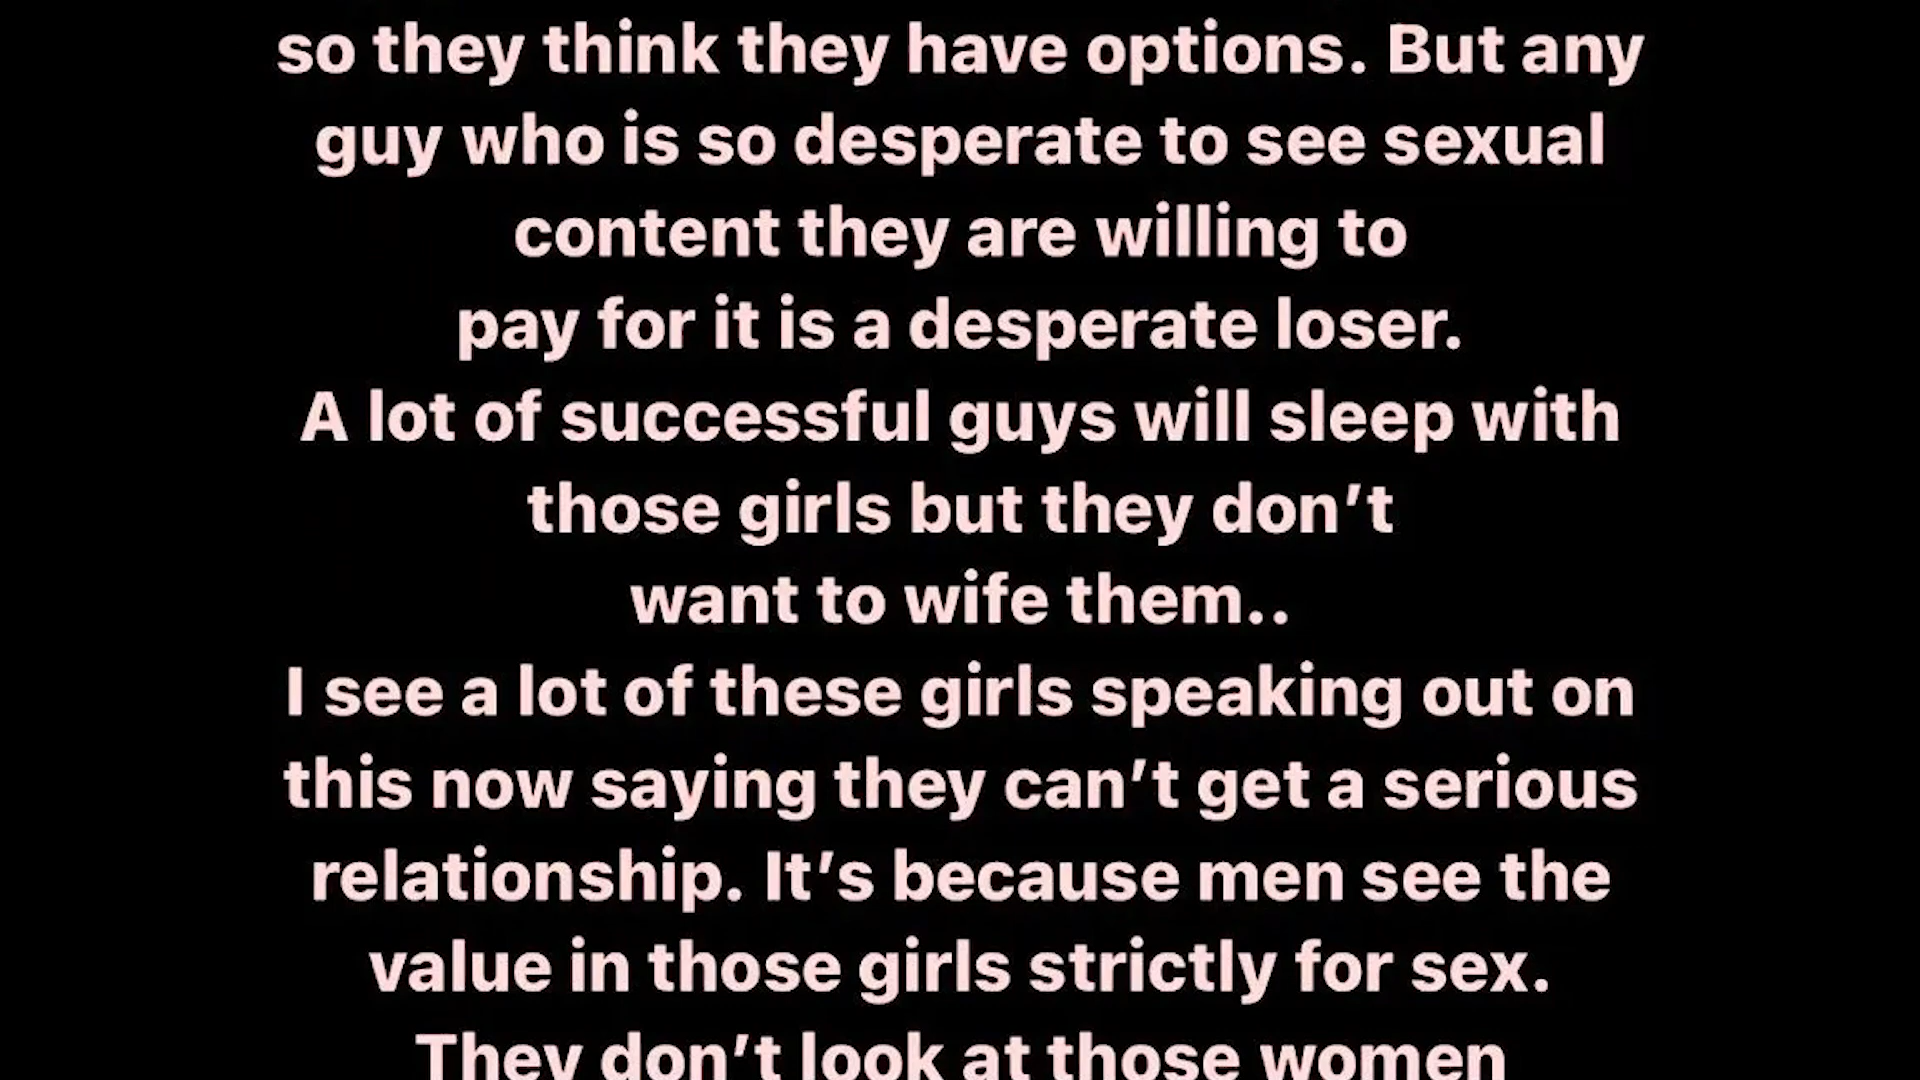 so they think they have options. But any
guy who is so desperate to see sexual
content they are willing to
pay for it is a desperate loser.
A lot of successful guys will sleep with
those girls but they don’t
want to wife them..
I see a lot of these girls speaking out on
this now saying they can’t get a serious
relationship. It’s because men see the
value in those girls strictly for sex.
They don’t look at those women